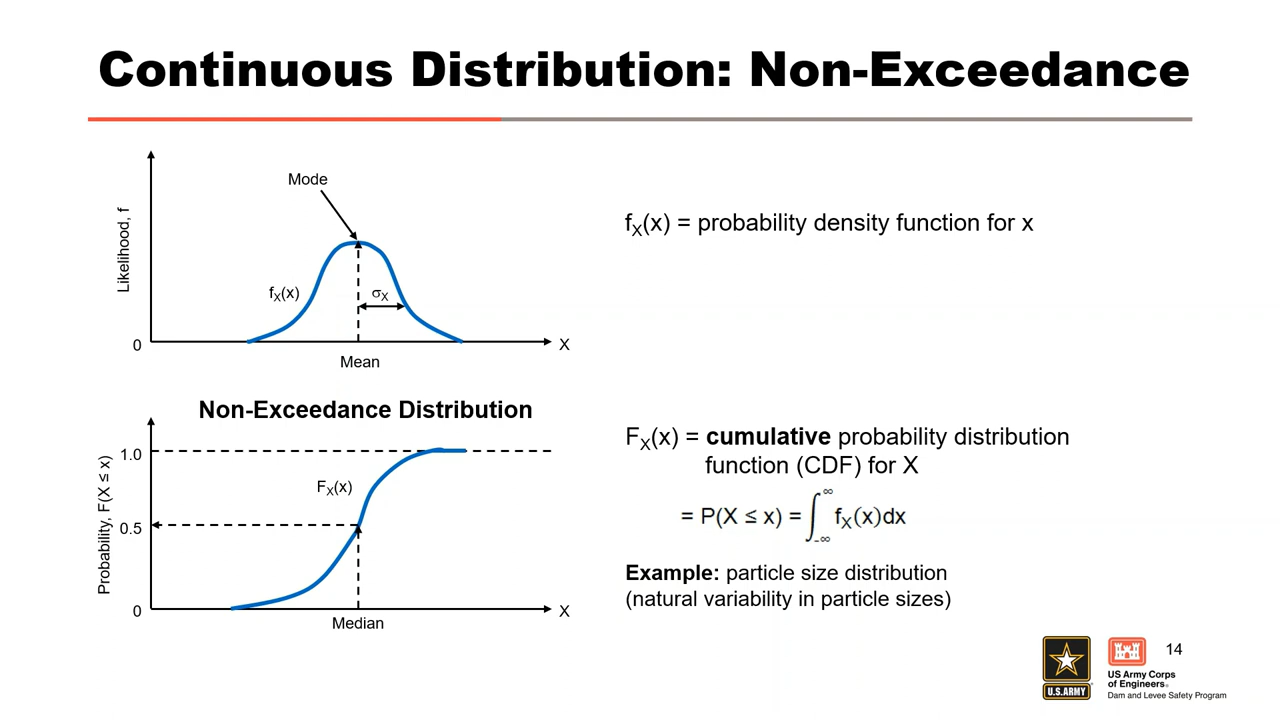 Continuous Distribution: Non-Exceedance
Mode
Likelihood, f
fX(x)
σX
0
X
Mean
fX(x) = probability density function for x
Non-Exceedance Distribution
Probability, F(X ≤ x)
1.0
FX(x)
0.5
0
X
Median
FX(x) = cumulative probability distribution
function (CDF) for X
= P(X ≤ x) = ∫-∞^∞ fX(x)dx
Example: particle size distribution
(natural variability in particle sizes)
14
U.S.ARMY
US Army Corps
of Engineers®
Dam and Levee Safety Program